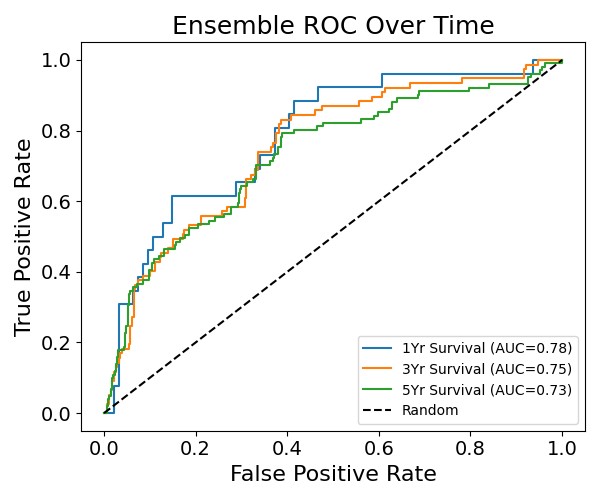 Ensemble ROC Over Time
True Positive Rate
1.0
0.8
0.6
0.4
0.2
0.0
1Yr Survival (AUC=0.78)
3Yr Survival (AUC=0.75)
5Yr Survival (AUC=0.73)
Random
0.0 0.2 0.4 0.6 0.8 1.0
False Positive Rate